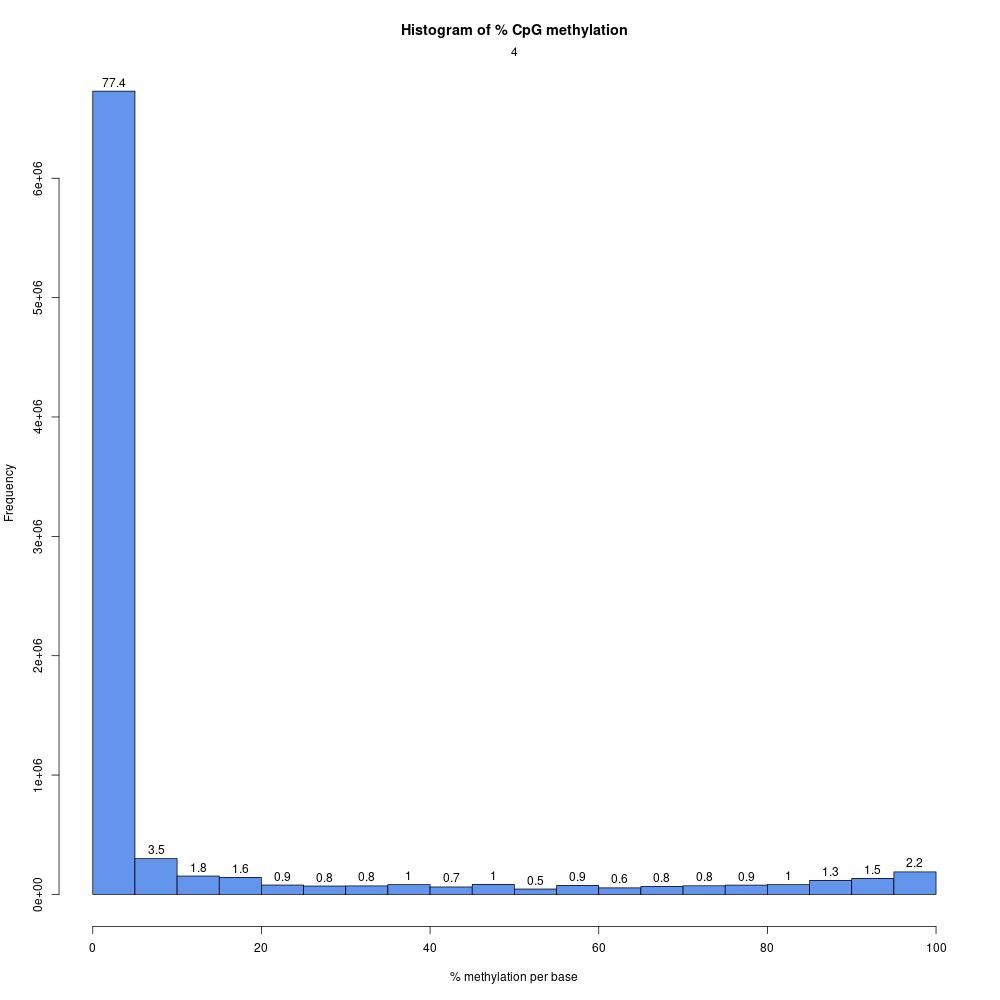 Histogram of % CpG methylation
4
77.4
3.5
1.8
1.6
0.9
0.8
0.8
1
0.7
1
0.5
0.9
0.6
0.8
0.8
0.9
1
1.3
1.5
2.2
Frequency
6e+06
5e+06
4e+06
3e+06
2e+06
1e+06
0e+00
0 20 40 60 80 100
% methylation per base